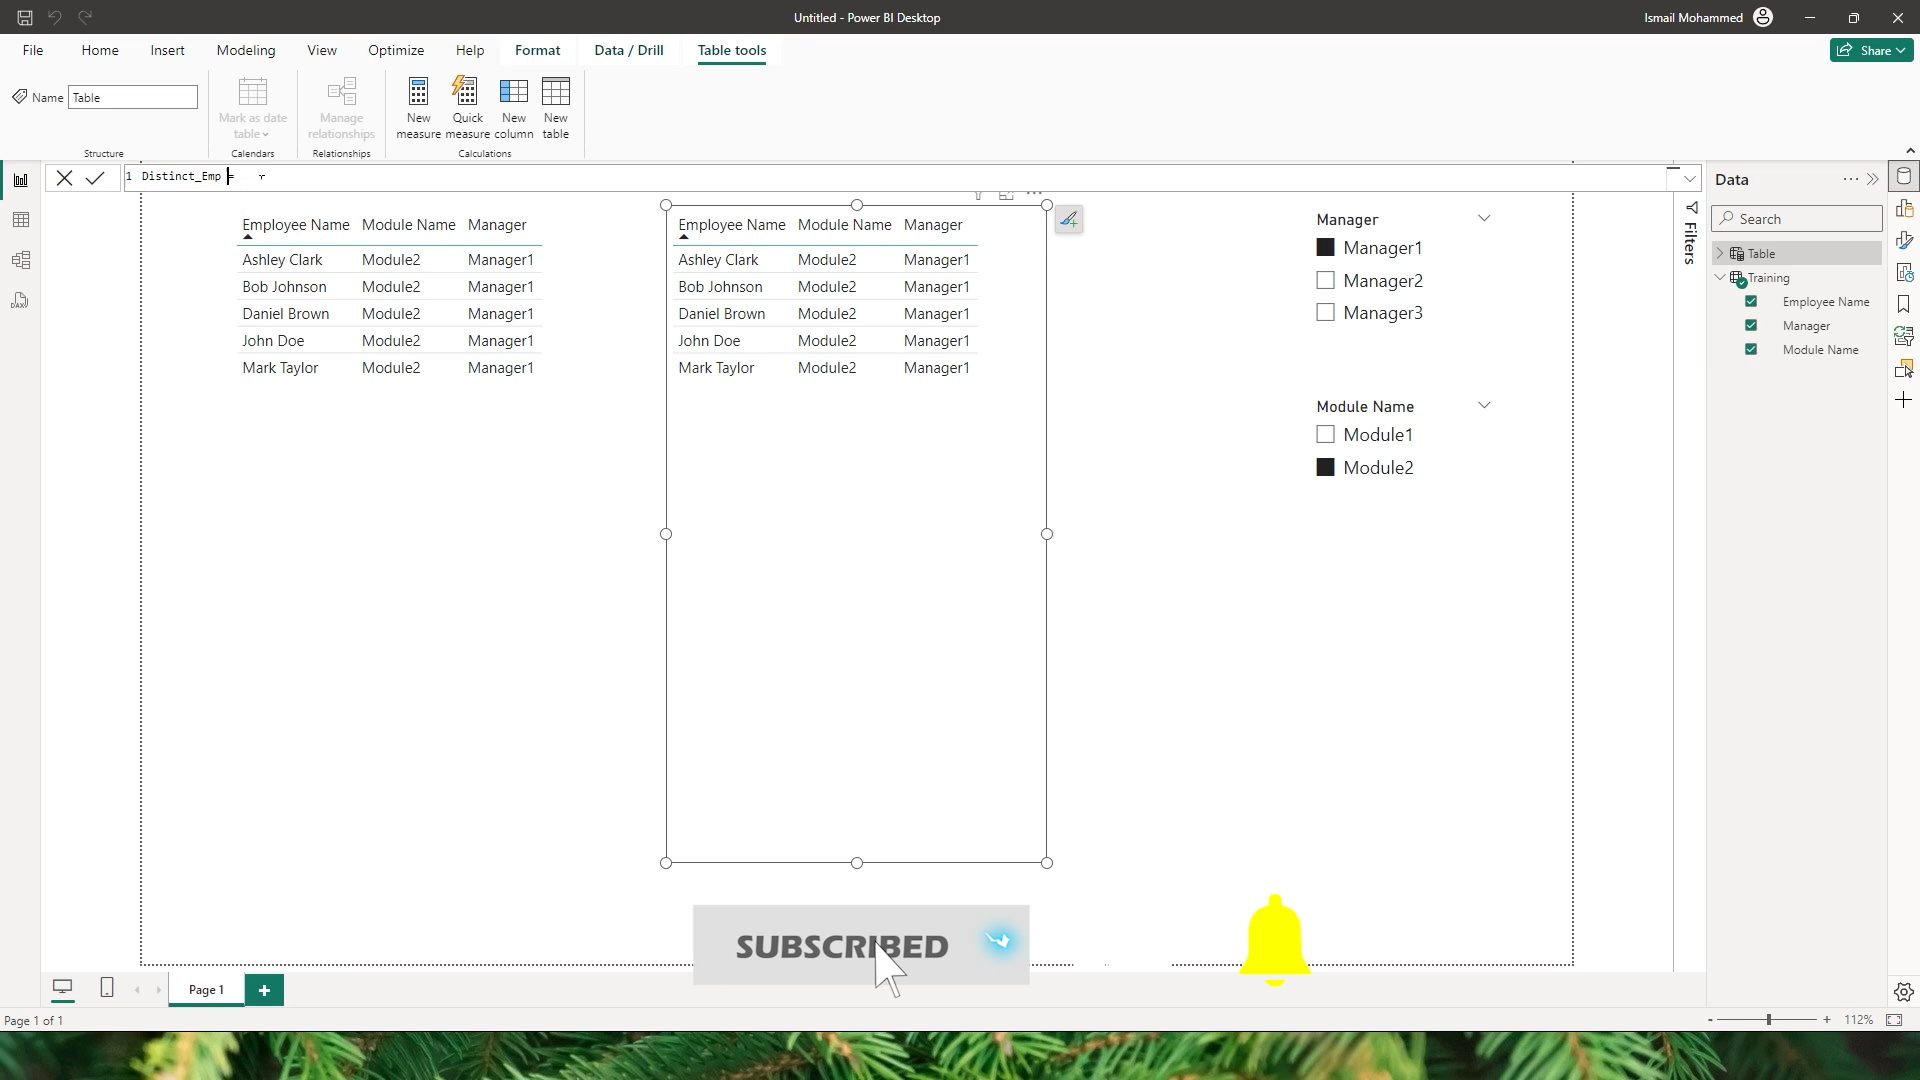 Untitled - Power BI Desktop
Ismail Mohammed
File Home Insert Modeling View Optimize Help Format Data / Drill Table tools
Share
Name Table
Mark as date table
Manage relationships
New measure
Quick measure
New column
New table
Structure Calendars Relationships Calculations
1 Distinct_Emp =
Employee Name Module Name Manager
Ashley Clark Module2 Manager1
Bob Johnson Module2 Manager1
Daniel Brown Module2 Manager1
John Doe Module2 Manager1
Mark Taylor Module2 Manager1
Employee Name Module Name Manager
Ashley Clark Module2 Manager1
Bob Johnson Module2 Manager1
Daniel Brown Module2 Manager1
John Doe Module2 Manager1
Mark Taylor Module2 Manager1
Manager
Manager1
Manager2
Manager3
Module Name
Module1
Module2
Filters
Data
Search
Table
Training
Employee Name
Manager
Module Name
DAX
SUBSCRIBED
Page 1
Page 1 of 1
- + 112%